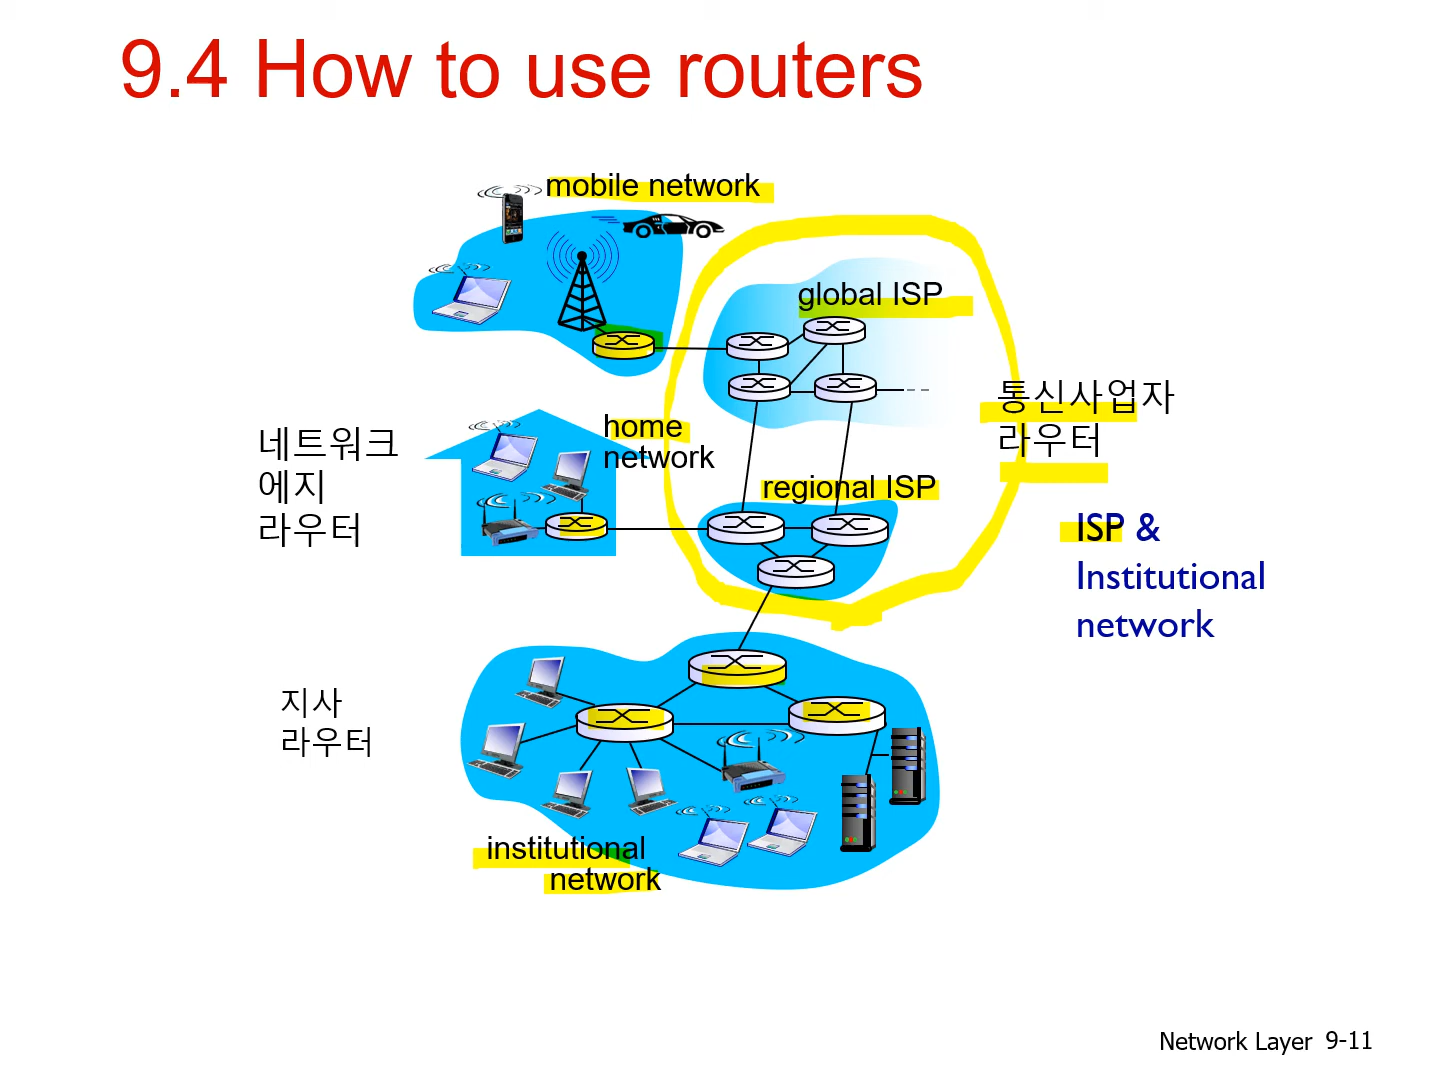 9.4 How to use routers
mobile network
global ISP
통신사업자
라우터
home
network
네트워크
에지
라우터
regional ISP
ISP &
Institutional
network
지사
라우터
institutional
network
Network Layer 9-11